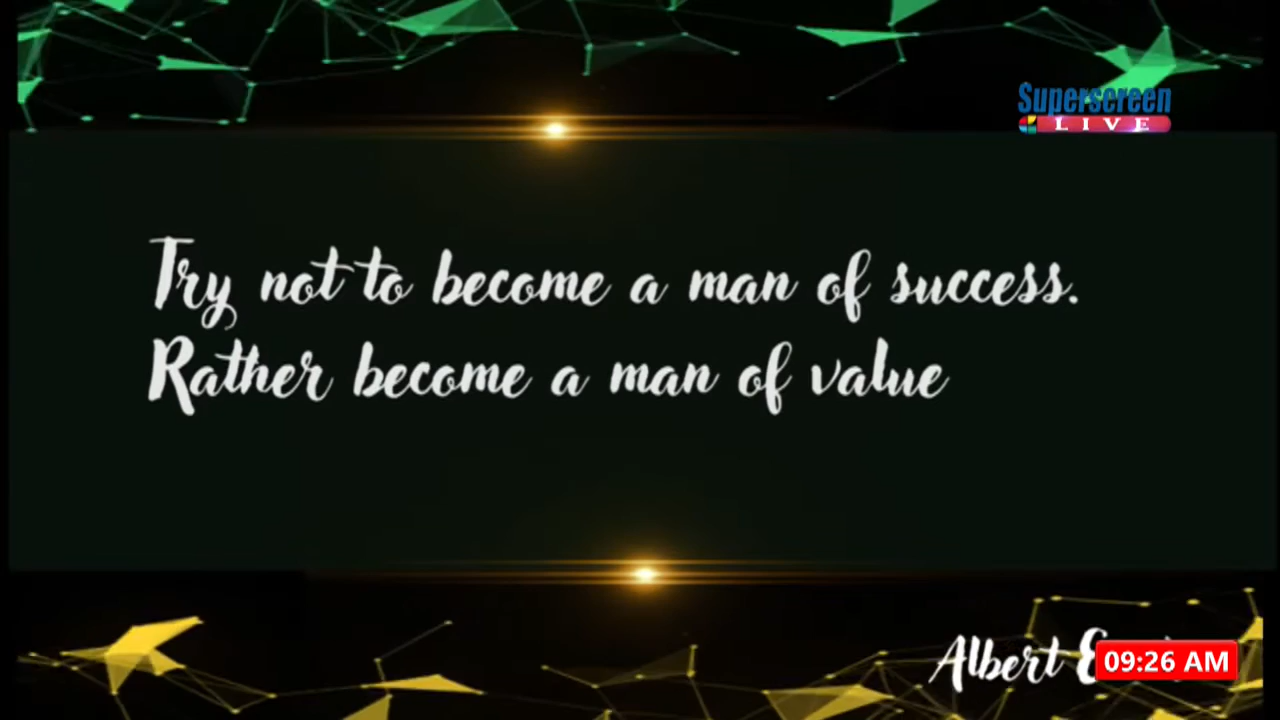 Superscreen
LIVE
Try not to become a man of success.
Rather become a man of value
Albert
09:26 AM